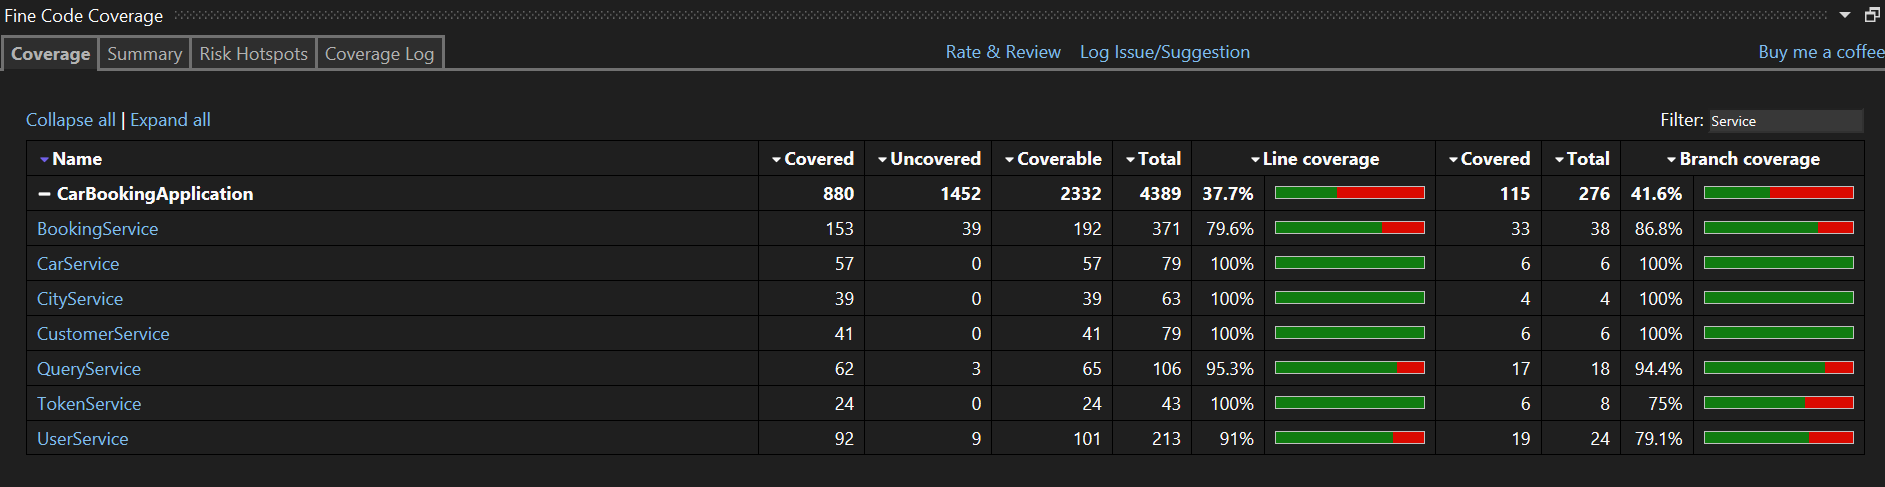 Fine Code Coverage
Coverage Summary Risk Hotspots Coverage Log Rate & Review Log Issue/Suggestion Buy me a coffee
Collapse all | Expand all Filter: Service
Name Covered Uncovered Coverable Total Line coverage Covered Total Branch coverage
CarBookingApplication 880 1452 2332 4389 37.7% 115 276 41.6%
BookingService 153 39 192 371 79.6% 33 38 86.8%
CarService 57 0 57 79 100% 6 6 100%
CityService 39 0 39 63 100% 4 4 100%
CustomerService 41 0 41 79 100% 6 6 100%
QueryService 62 3 65 106 95.3% 17 18 94.4%
TokenService 24 0 24 43 100% 6 8 75%
UserService 92 9 101 213 91% 19 24 79.1%